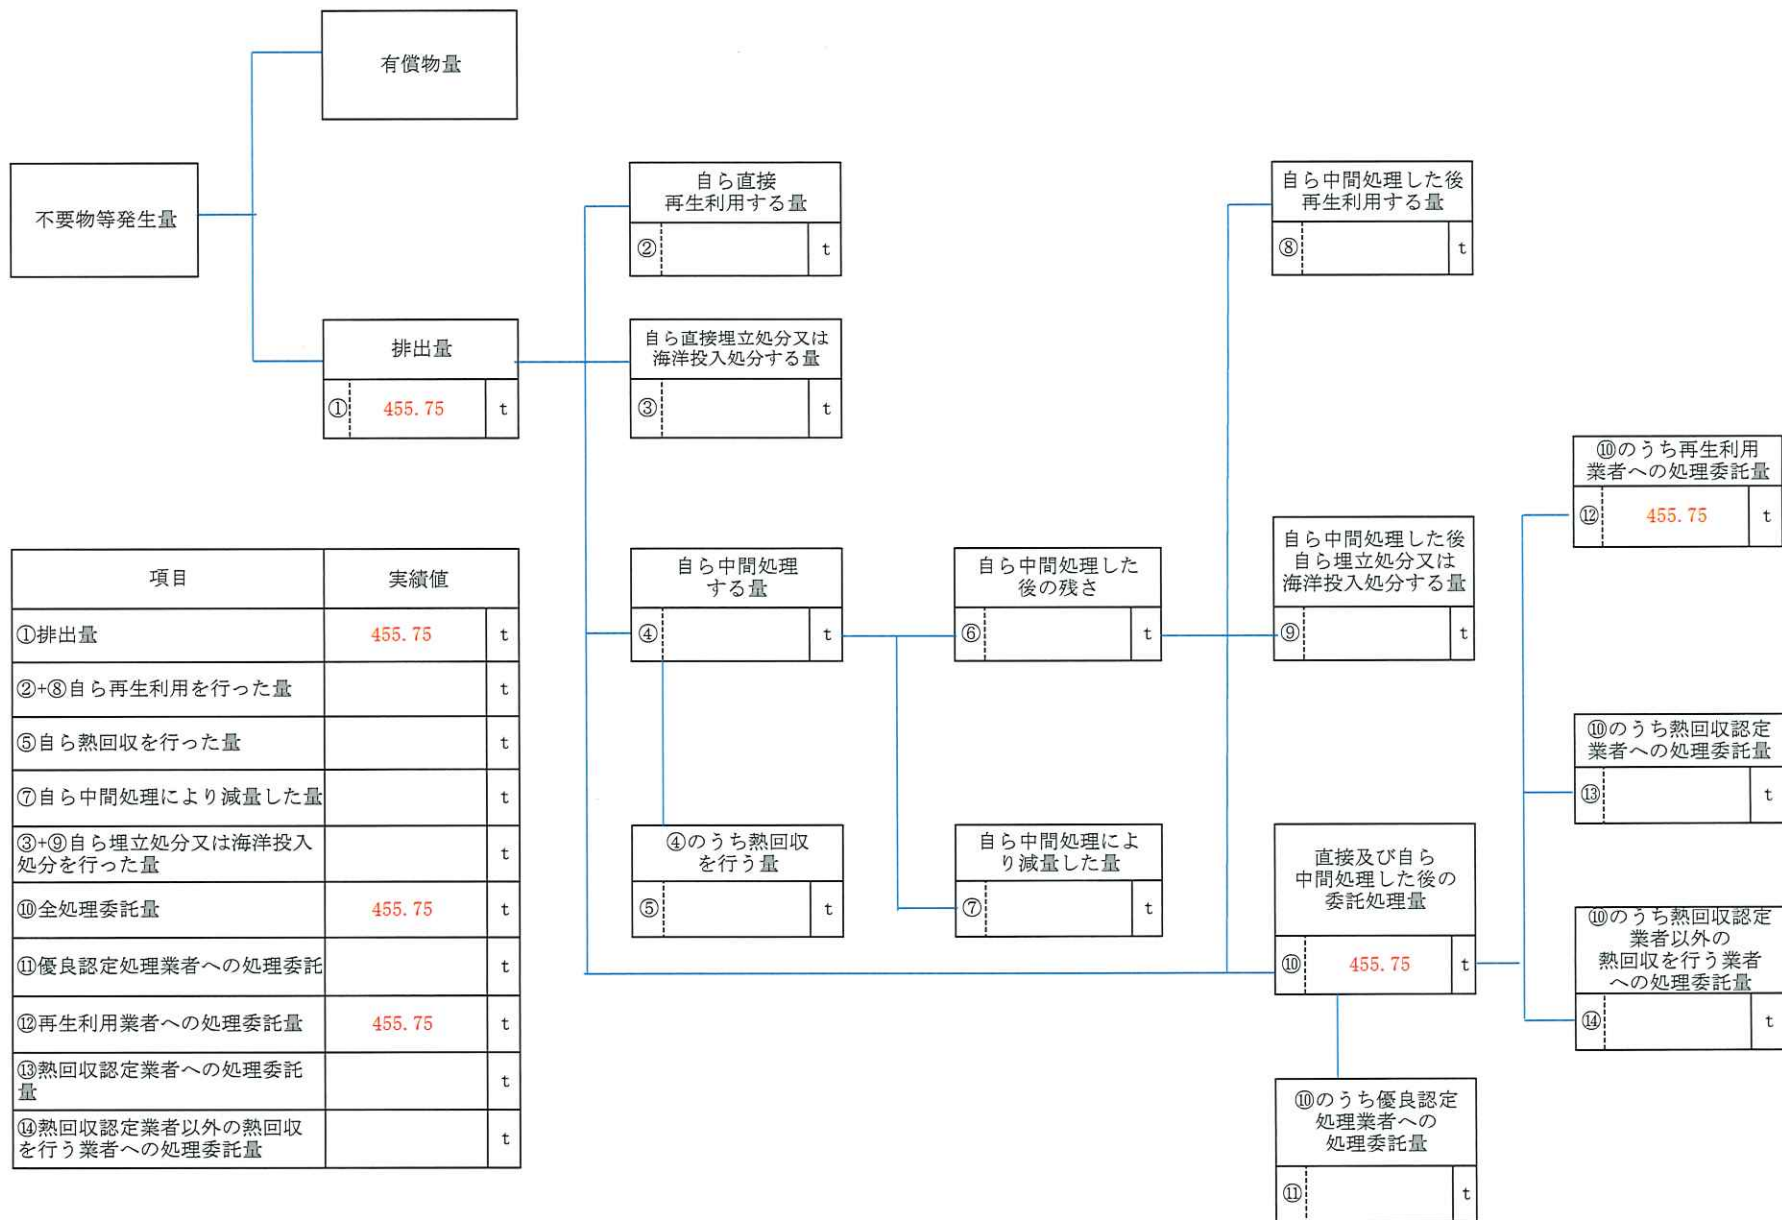 有償物量
不要物等発生量
自ら直接
再生利用する量
② t
自ら中間処理した後
再生利用する量
⑧ t
排出量
① 455.75 t
自ら直接埋立処分又は
海洋投入処分する量
③ t
⑩のうち再生利用
業者への処理委託量
⑫ 455.75 t
自ら中間処理
する量
④ t
自ら中間処理した
後の残さ
⑥ t
自ら中間処理した後
自ら埋立処分又は
海洋投入処分する量
⑨ t
⑩のうち熱回収認定
業者への処理委託量
⑬ t
④のうち熱回収
を行う量
⑤ t
自ら中間処理によ
り減量した量
⑦ t
直接及び自ら
中間処理した後の
委託処理量
⑩ 455.75 t
⑩のうち熱回収認定
業者以外の
熱回収を行う業者
への処理委託量
⑭ t
⑩のうち優良認定
処理業者への
処理委託量
⑪ t
項目 実績値
①排出量 455.75 t
②+⑧自ら再生利用を行った量 t
⑤自ら熱回収を行った量 t
⑦自ら中間処理により減量した量 t
③+⑨自ら埋立処分又は海洋投入
処分を行った量 t
⑩全処理委託量 455.75 t
⑪優良認定処理業者への処理委託 t
⑫再生利用業者への処理委託量 455.75 t
⑬熱回収認定業者への処理委託
量 t
⑭熱回収認定業者以外の熱回収
を行う業者への処理委託量 t